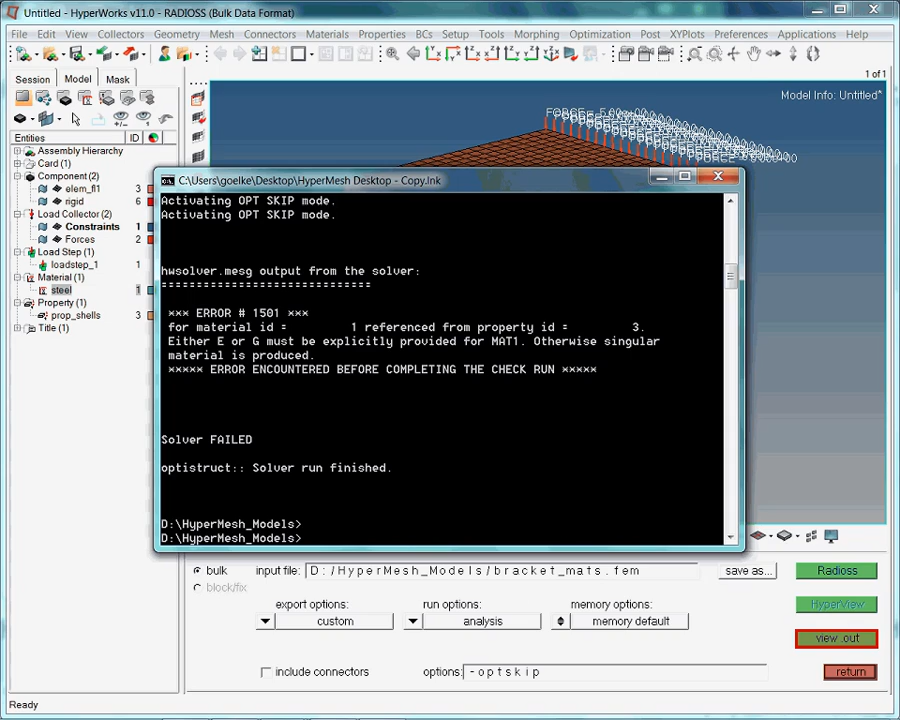 Untitled - HyperWorks v11.0 - RADIOSS (Bulk Data Format)
File Edit View Collectors Geometry Mesh Connectors Materials Properties BCs Setup Tools Morphing Optimization Post XYPlots Preferences Applications Help
Session Model Mask
1 of 1
Model Info: Untitled*
Entities ID
Assembly Hierarchy
Card (1)
Component (2)
elem_fl1 3
rigid 6
Load Collector (2)
Constraints 1
Forces 2
Load Step (1)
loadstep_1 1
Material (1)
steel 1
Property (1)
prop_shells 3
Title (1)
C:\Users\goelke\Desktop\HyperMesh Desktop - Copy.lnk
Activating OPT SKIP mode.
Activating OPT SKIP mode.
hwsolver.mesg output from the solver:
------------------------------
*** ERROR # 1501 ***
for material id = 1 referenced from property id = 3.
Either E or G must be explicitly provided for MAT1. Otherwise singular
material is produced.
***** ERROR ENCOUNTERED BEFORE COMPLETING THE CHECK RUN *****
Solver FAILED
optistruct:: Solver run finished.
D:\HyperMesh_Models>
D:\HyperMesh_Models>
bulk input file: D:/HyperMesh_Models/bracket_mats.fem save as... Radioss
block/fix
export options: run options: memory options: HyperView
custom analysis memory default
view .out
include connectors options: -optskip return
Ready